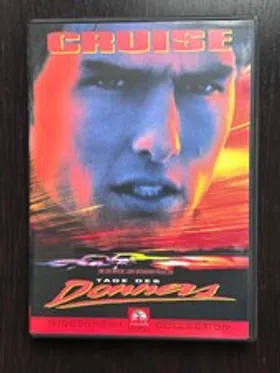 CRUISE
TAGE DES
Donners
WIDESCREEN COLLECTION